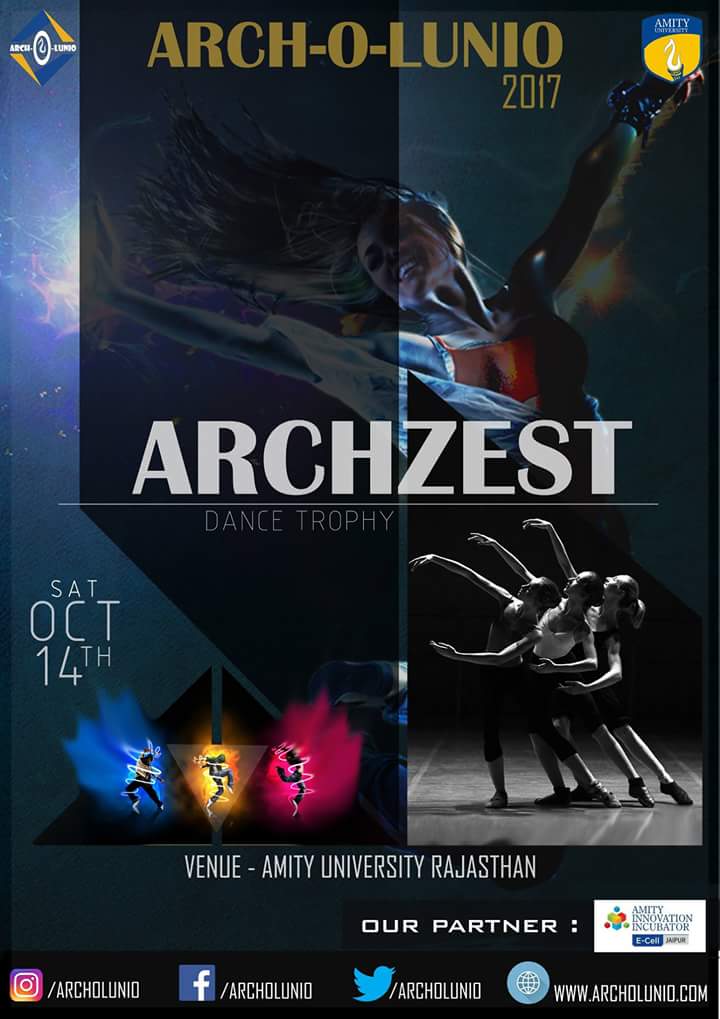 ARCH-O-LUNIO
ARCH-O-LUNIO
2017
AMITY
UNIVERSITY
ARCHZEST
DANCE TROPHY
SAT
OCT
14TH
VENUE - AMITY UNIVERSITY RAJASTHAN
OUR PARTNER :
AMITY
INNOVATION
INCUBATOR
E-Cell JAIPUR
/ARCHOLUNIO
/ARCHOLUNIO
/ARCHOLUNIO
WWW.ARCHOLUNIO.COM